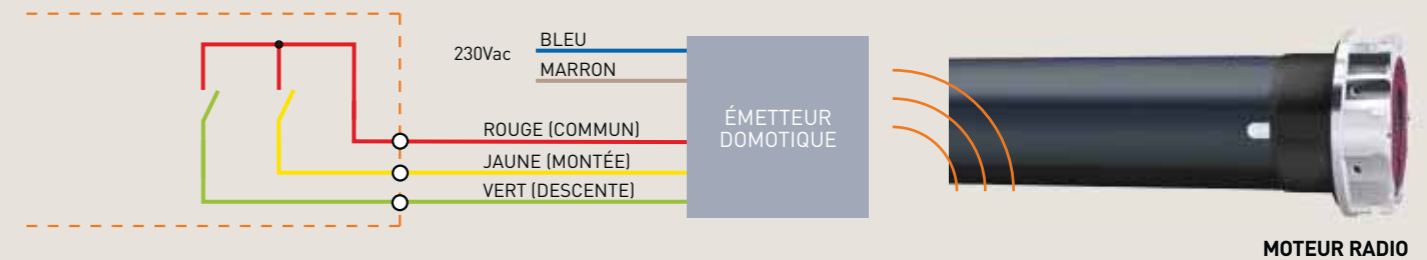 230Vac
BLEU
MARRON
ROUGE (COMMUN)
JAUNE (MONTÉE)
VERT (DESCENTE)
ÉMETTEUR
DOMOTIQUE
MOTEUR RADIO